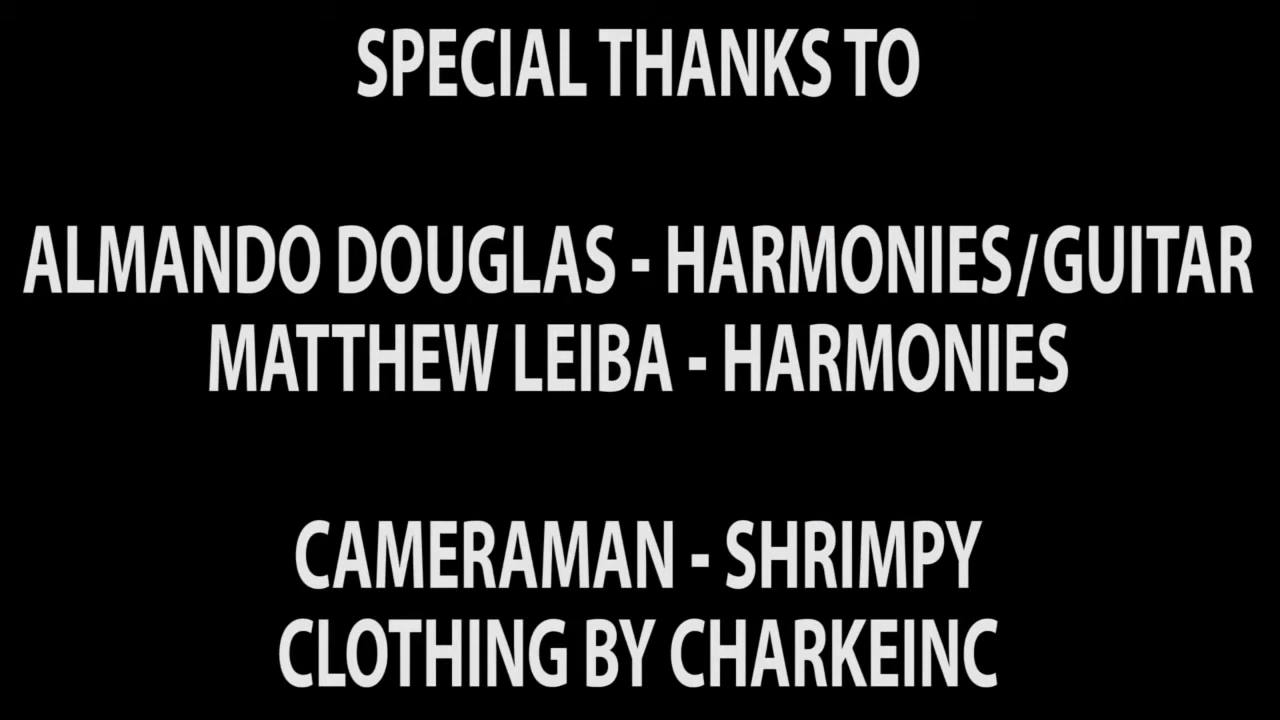 SPECIAL THANKS TO
ALMANDO DOUGLAS - HARMONIES/GUITAR
MATTHEW LEIBA - HARMONIES
CAMERAMAN - SHRIMPY
CLOTHING BY CHARKEINC